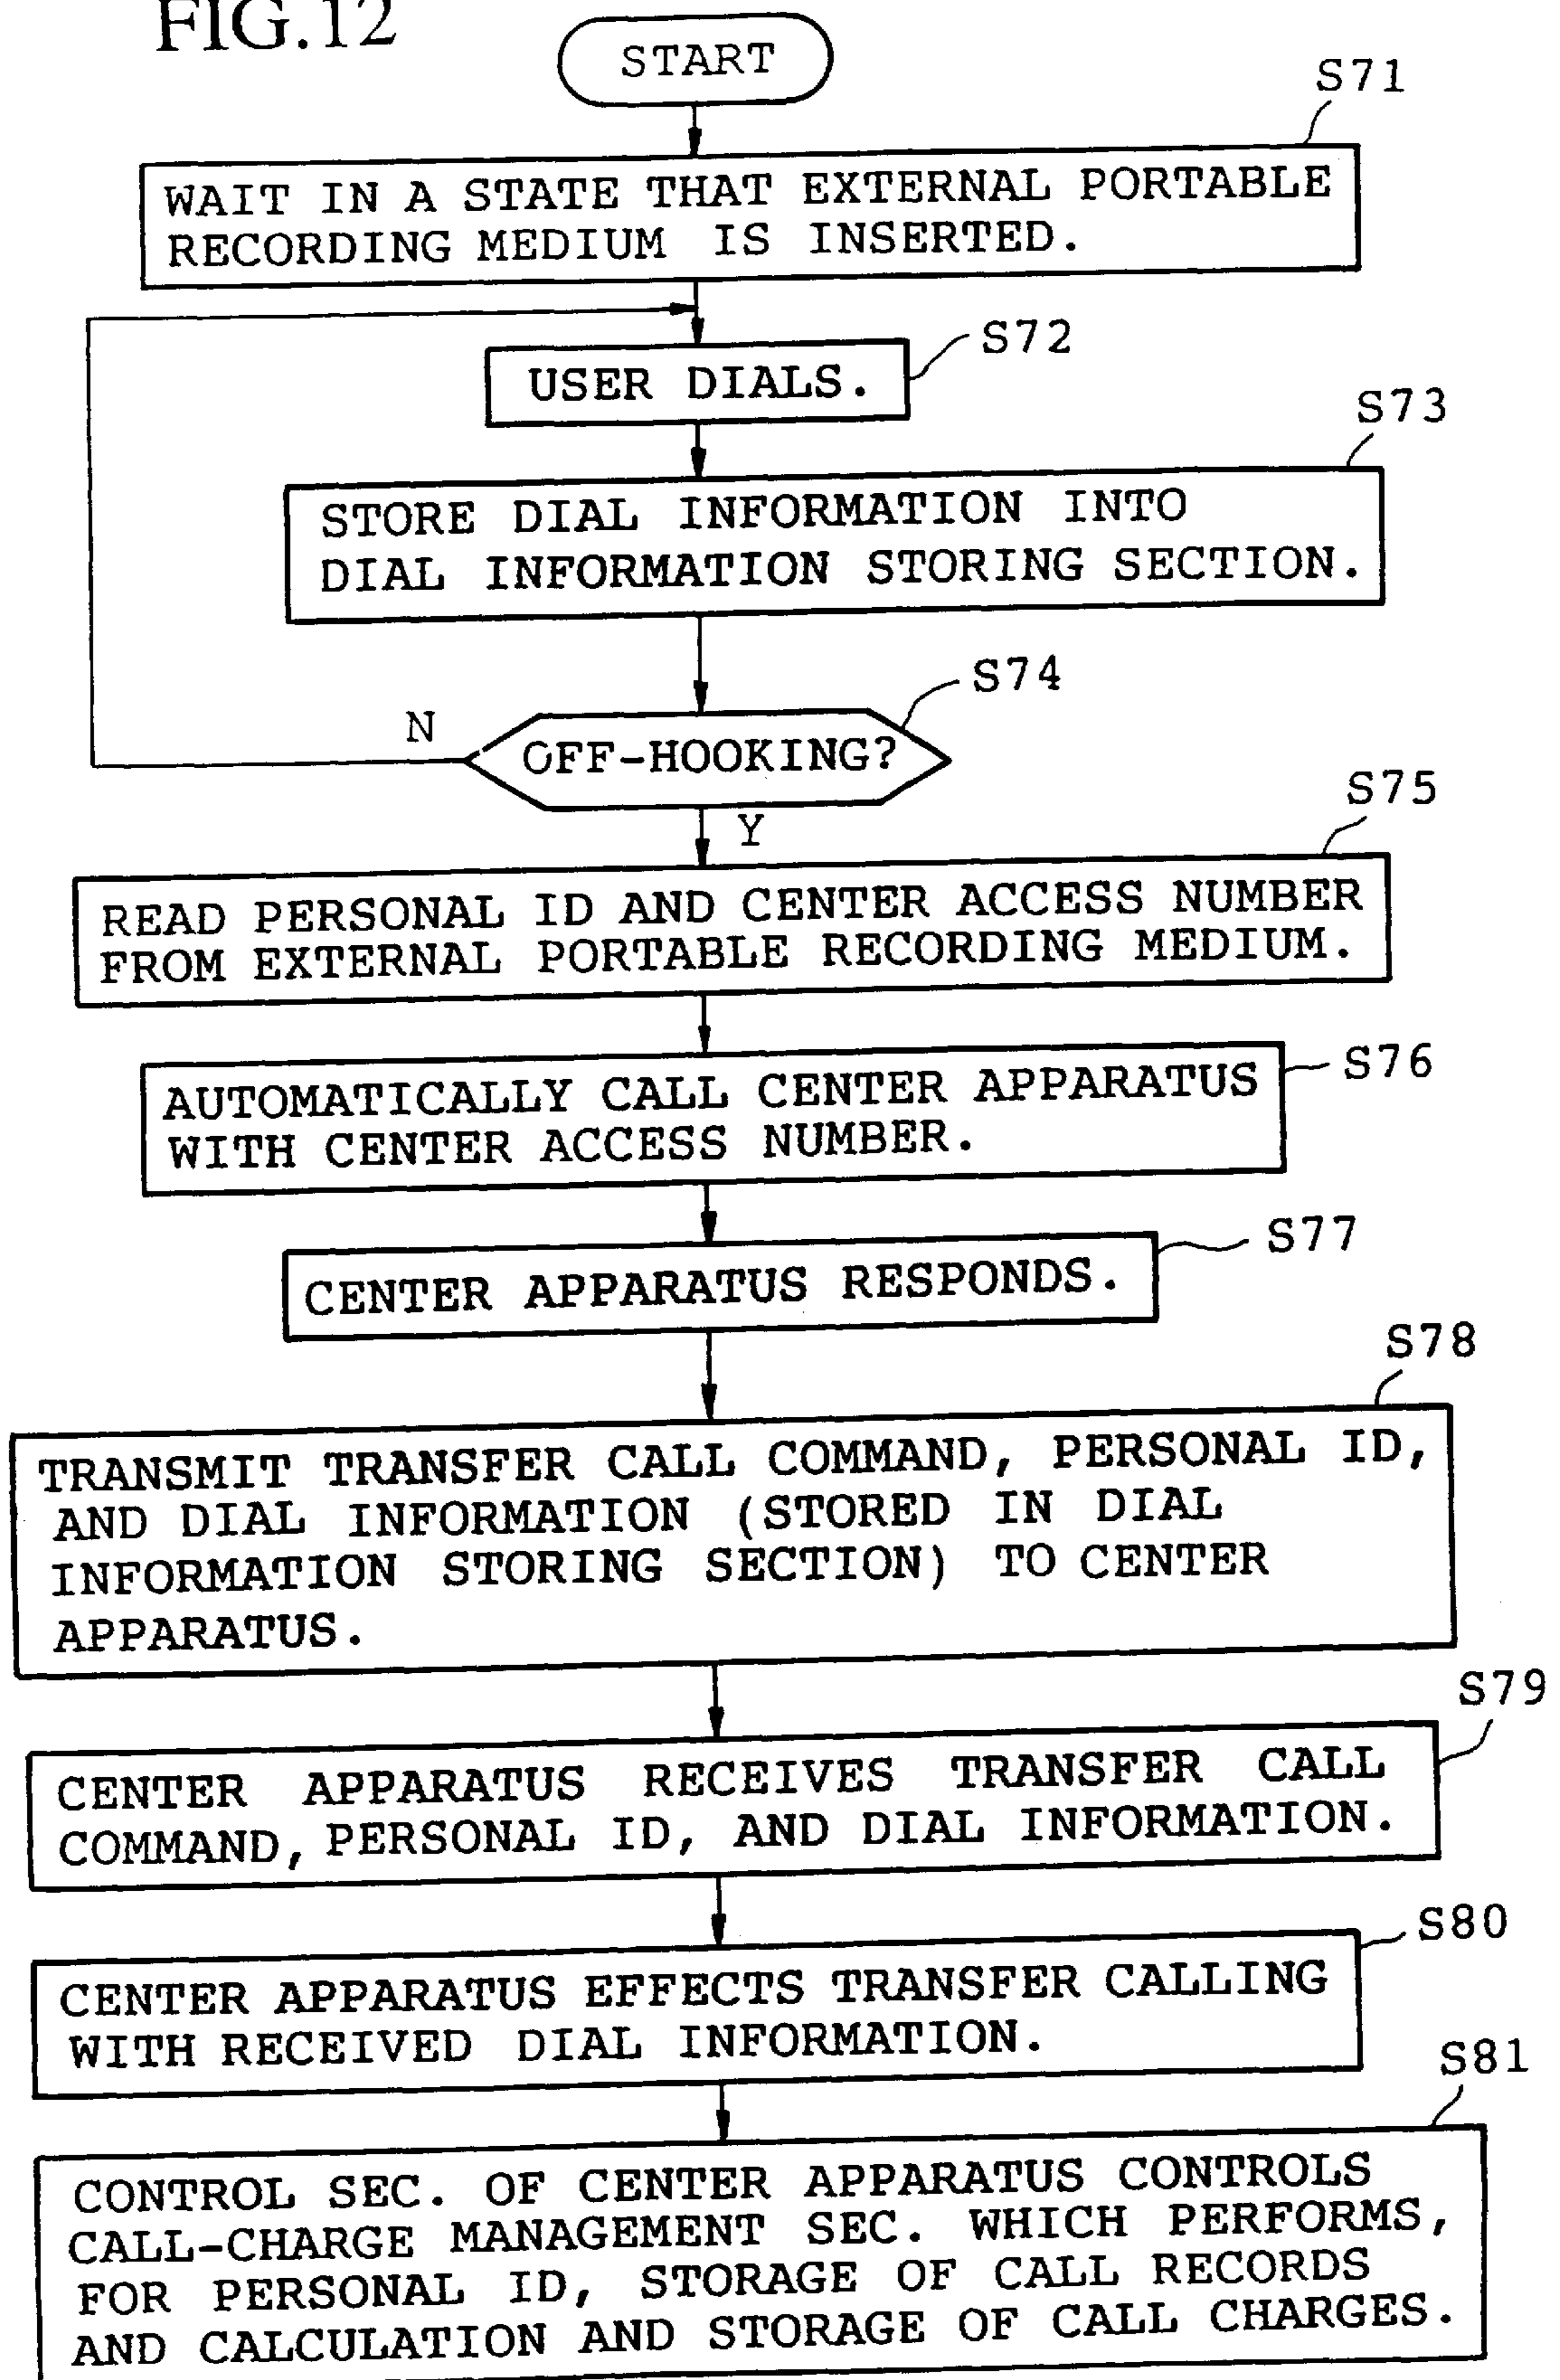 FIG.12
START
S71
WAIT IN A STATE THAT EXTERNAL PORTABLE
RECORDING MEDIUM IS INSERTED.
S72
USER DIALS.
S73
STORE DIAL INFORMATION INTO
DIAL INFORMATION STORING SECTION.
S74
N
OFF-HOOKING?
Y
S75
READ PERSONAL ID AND CENTER ACCESS NUMBER
FROM EXTERNAL PORTABLE RECORDING MEDIUM.
S76
AUTOMATICALLY CALL CENTER APPARATUS
WITH CENTER ACCESS NUMBER.
S77
CENTER APPARATUS RESPONDS.
S78
TRANSMIT TRANSFER CALL COMMAND, PERSONAL ID,
AND DIAL INFORMATION (STORED IN DIAL
INFORMATION STORING SECTION) TO CENTER
APPARATUS.
S79
CENTER APPARATUS RECEIVES TRANSFER CALL
COMMAND, PERSONAL ID, AND DIAL INFORMATION.
S80
CENTER APPARATUS EFFECTS TRANSFER CALLING
WITH RECEIVED DIAL INFORMATION.
S81
CONTROL SEC. OF CENTER APPARATUS CONTROLS
CALL-CHARGE MANAGEMENT SEC. WHICH PERFORMS,
FOR PERSONAL ID, STORAGE OF CALL RECORDS
AND CALCULATION AND STORAGE OF CALL CHARGES.